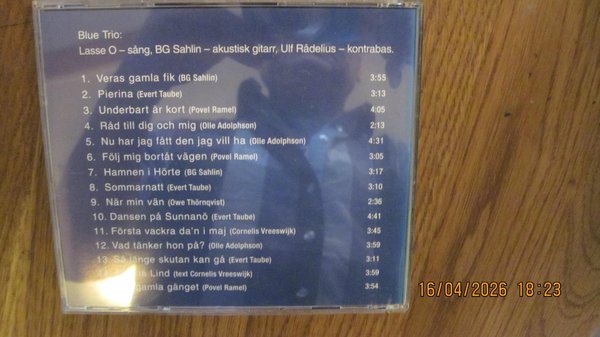 Blue Trio:
Lasse O – sång, BG Sahlin – akustisk gitarr, Ulf Rådelius – kontrabas.
1. Veras gamla fik (BG Sahlin) 3:55
2. Pierina (Evert Taube) 3:13
3. Underbart är kort (Povel Ramel) 4:05
4. Råd till dig och mig (Olle Adolphson) 2:13
5. Nu har jag fått den jag vill ha (Olle Adolphson) 4:31
6. Följ mig bortåt vägen (Povel Ramel) 3:05
7. Hamnen i Hörte (BG Sahlin) 3:17
8. Sommarnatt (Evert Taube) 3:10
9. När min vän (Owe Thörnqvist) 2:36
10. Dansen på Sunnanö (Evert Taube) 4:41
11. Första vackra da'n i maj (Cornelis Vreeswijk) 3:45
12. Vad tänker hon på? (Olle Adolphson) 3:59
13. Så länge skutan kan gå (Evert Taube) 3:11
Lind (text Cornelis Vreeswijk) 3:59
gamla gänget (Povel Ramel) 3:54
16/04/2026 18:23